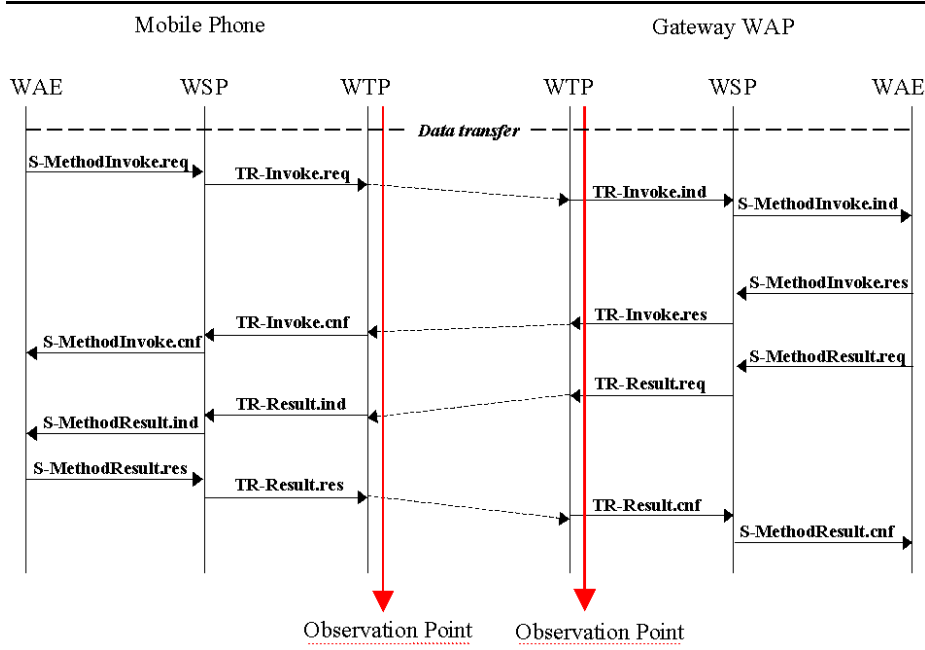 Mobile Phone
Gateway WAP
WAE WSP WTP WTP WSP WAE
Data transfer
S-MethodInvoke.req
TR-Invoke.req
TR-Invoke.ind
S-MethodInvoke.ind
S-MethodInvoke.res
TR-Invoke.res
TR-Invoke.cnf
S-MethodInvoke.cnf
S-MethodResult.req
TR-Result.req
TR-Result.ind
S-MethodResult.ind
S-MethodResult.res
TR-Result.res
TR-Result.cnf
S-MethodResult.cnf
Observation Point
Observation Point